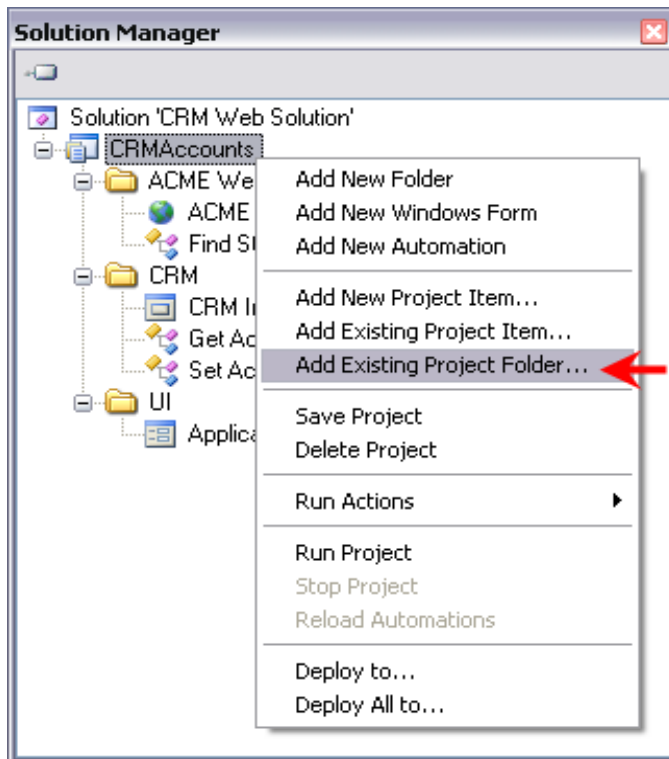 Solution Manager
Solution 'CRM Web Solution'
CRMAccounts
ACME We
ACME
Find S
CRM
CRM I
Get Ac
Set Ac
UI
Applica
Add New Folder
Add New Windows Form
Add New Automation
Add New Project Item...
Add Existing Project Item...
Add Existing Project Folder...
Save Project
Delete Project
Run Actions
Run Project
Stop Project
Reload Automations
Deploy to...
Deploy All to...